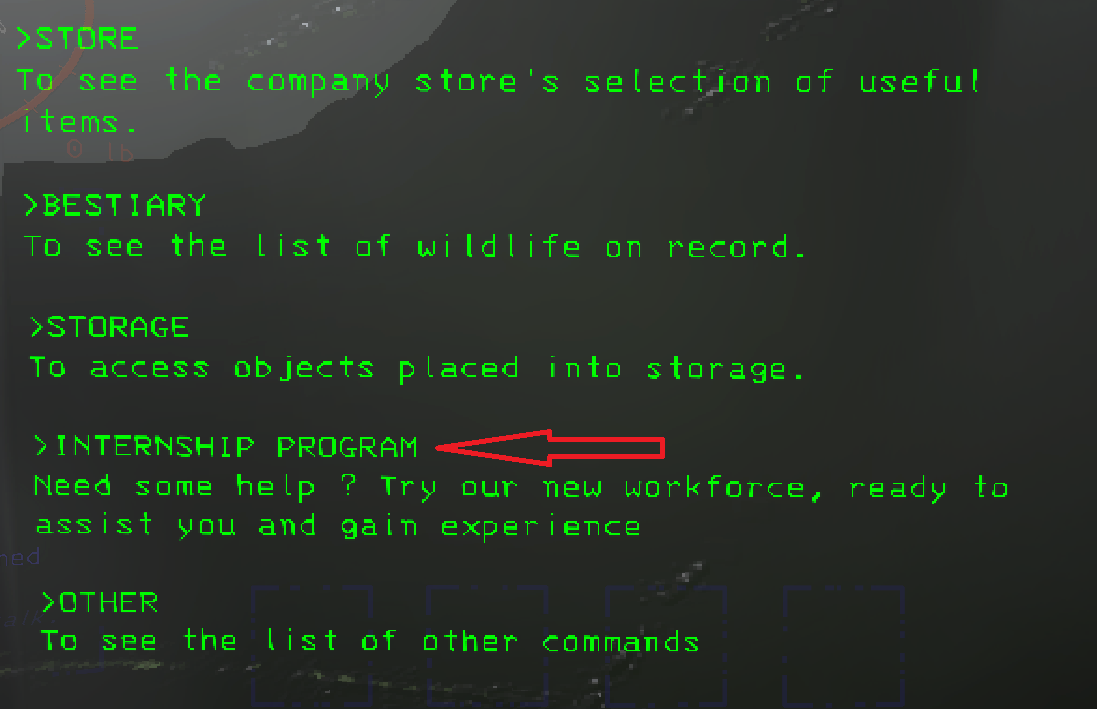 >STORE
To see the company store's selection of useful
items.
0 lb
>BESTIARY
To see the list of wildlife on record.
>STORAGE
To access objects placed into storage.
>INTERNSHIP PROGRAM
Need some help ? Try our new workforce, ready to
assist you and gain experience
>OTHER
To see the list of other commands